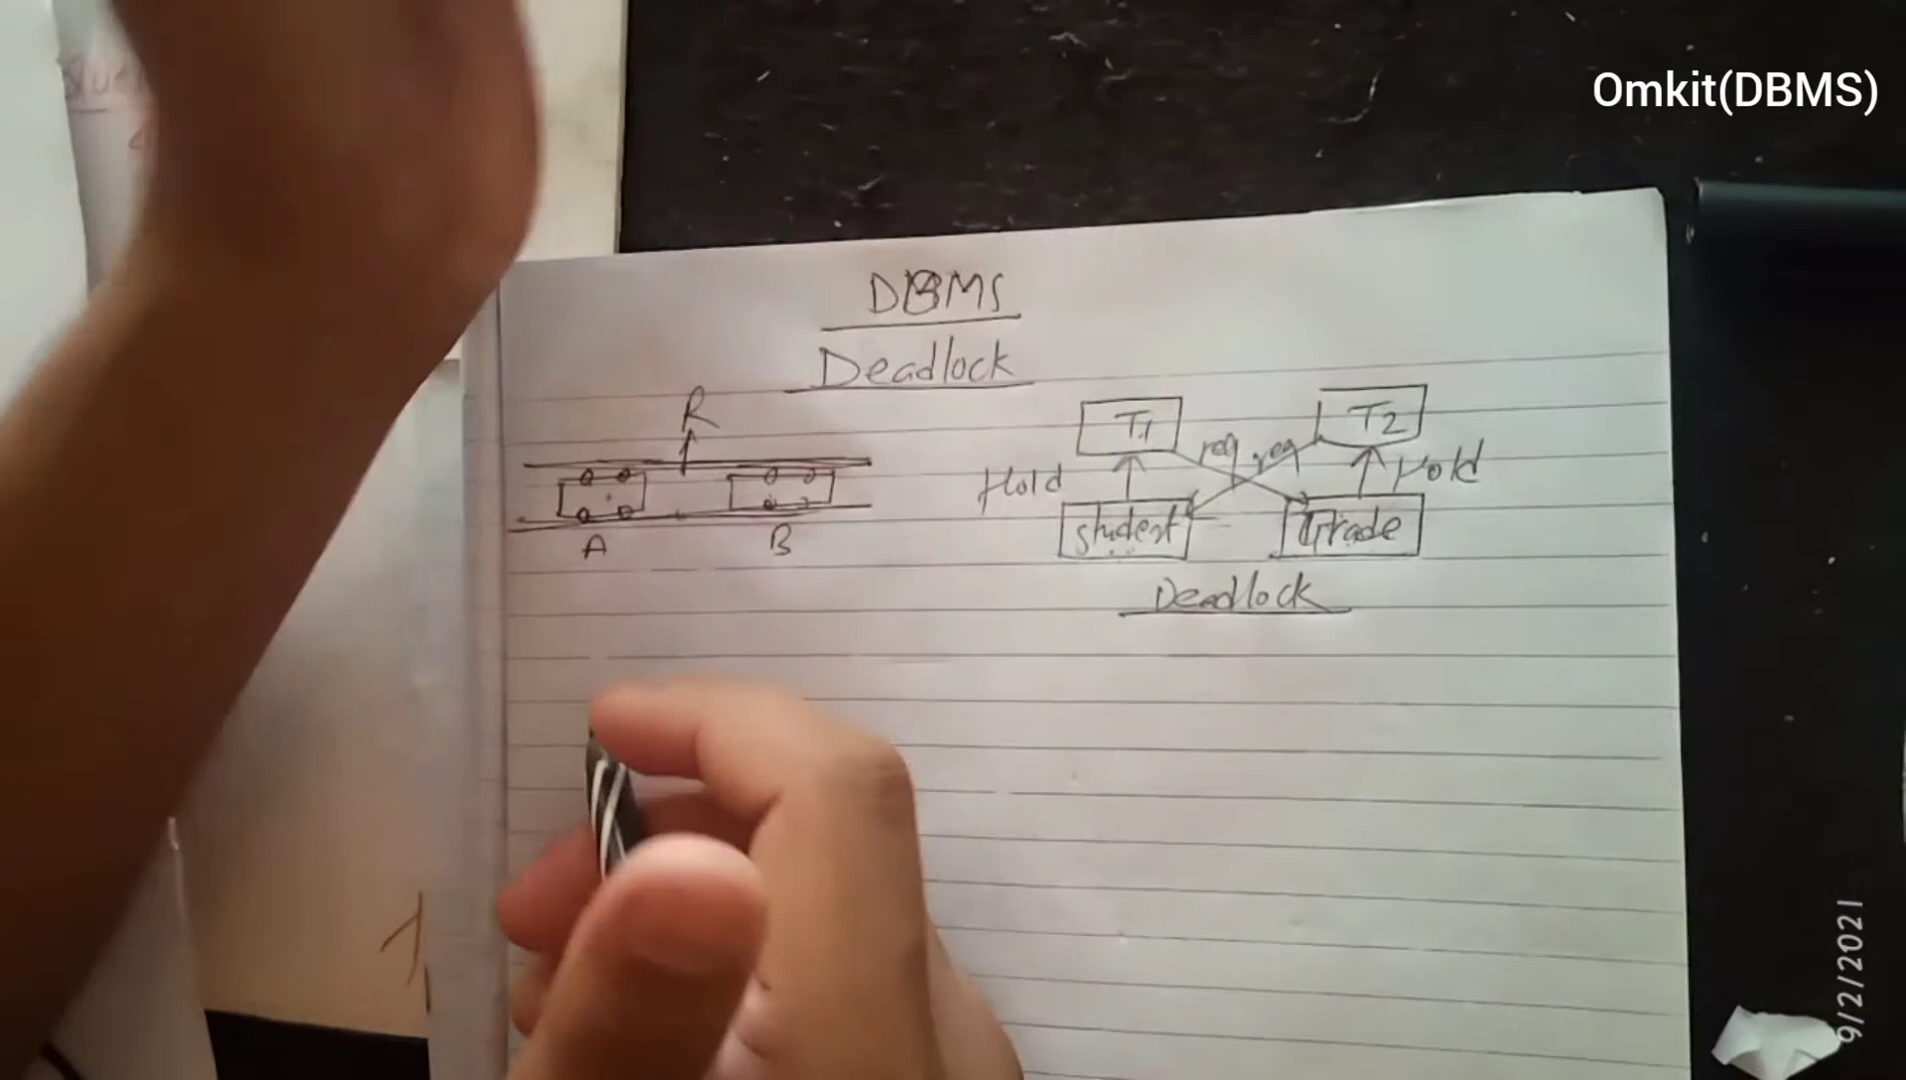 Omkit(DBMS)
DBMS
Deadlock
R
A
B
T1
T2
req
req
Hold
Hold
Student
Grade
Deadlock
9/2/2021